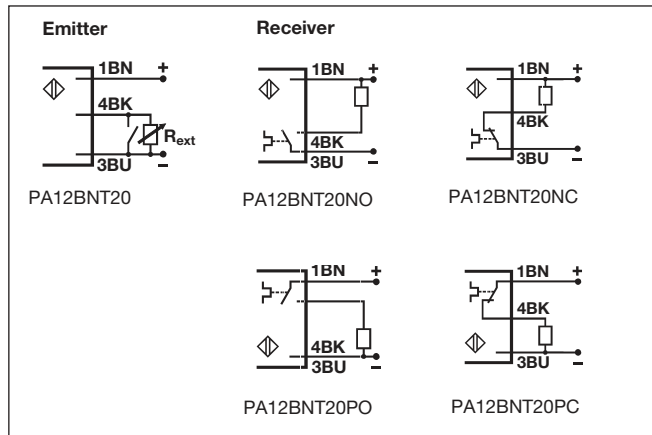 Emitter
Receiver
1BN +
4BK
Rext
3BU –
PA12BNT20
1BN +
4BK
3BU –
PA12BNT20NO
1BN +
4BK
3BU –
PA12BNT20NC
1BN +
4BK
3BU –
PA12BNT20PO
1BN +
4BK
3BU –
PA12BNT20PC